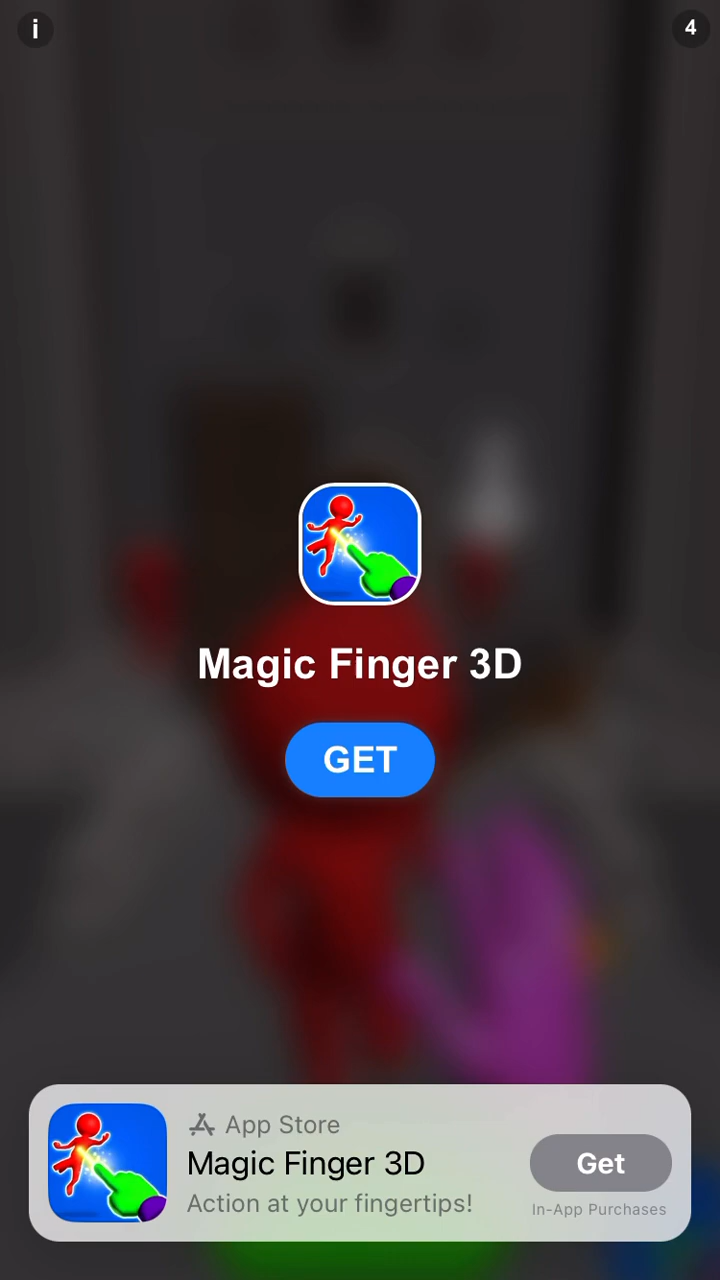 i
4
Magic Finger 3D
GET
App Store
Magic Finger 3D
Get
Action at your fingertips!
In-App Purchases